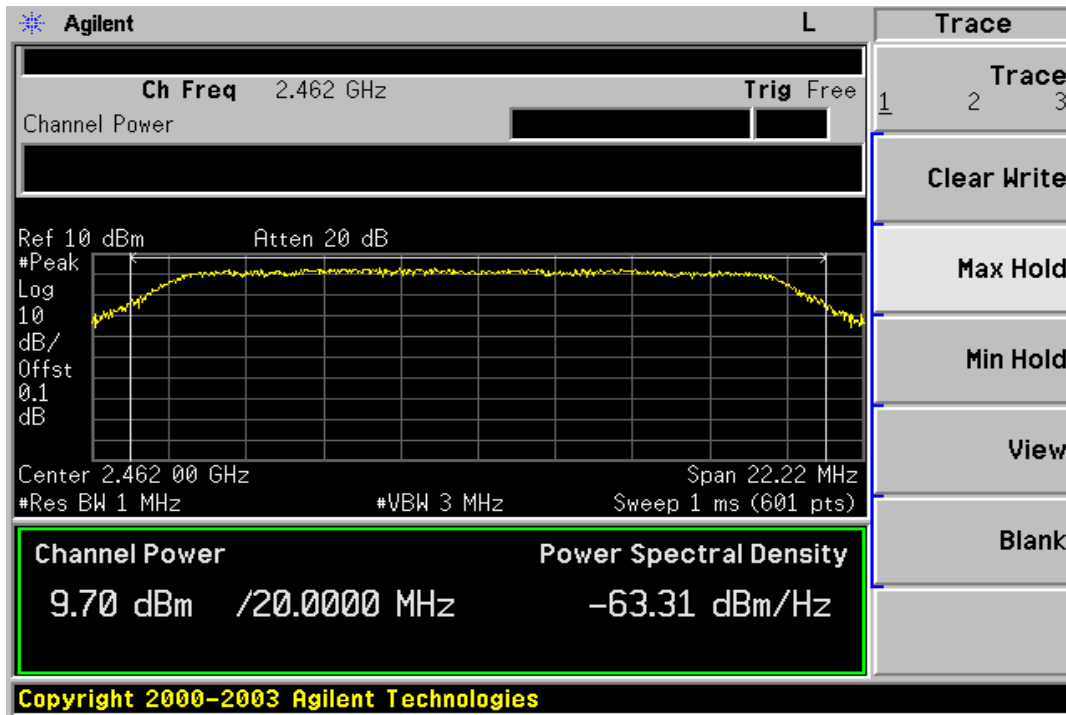 Agilent L Trace
Ch Freq 2.462 GHz Trig Free
Channel Power
Trace
1 2 3
Clear Write
Max Hold
Min Hold
View
Blank
Ref 10 dBm Atten 20 dB
#Peak
Log
10
dB/
Offst
0.1
dB
Center 2.462 00 GHz Span 22.22 MHz
#Res BW 1 MHz #VBW 3 MHz Sweep 1 ms (601 pts)
Channel Power Power Spectral Density
9.70 dBm /20.0000 MHz -63.31 dBm/Hz
Copyright 2000-2003 Agilent Technologies